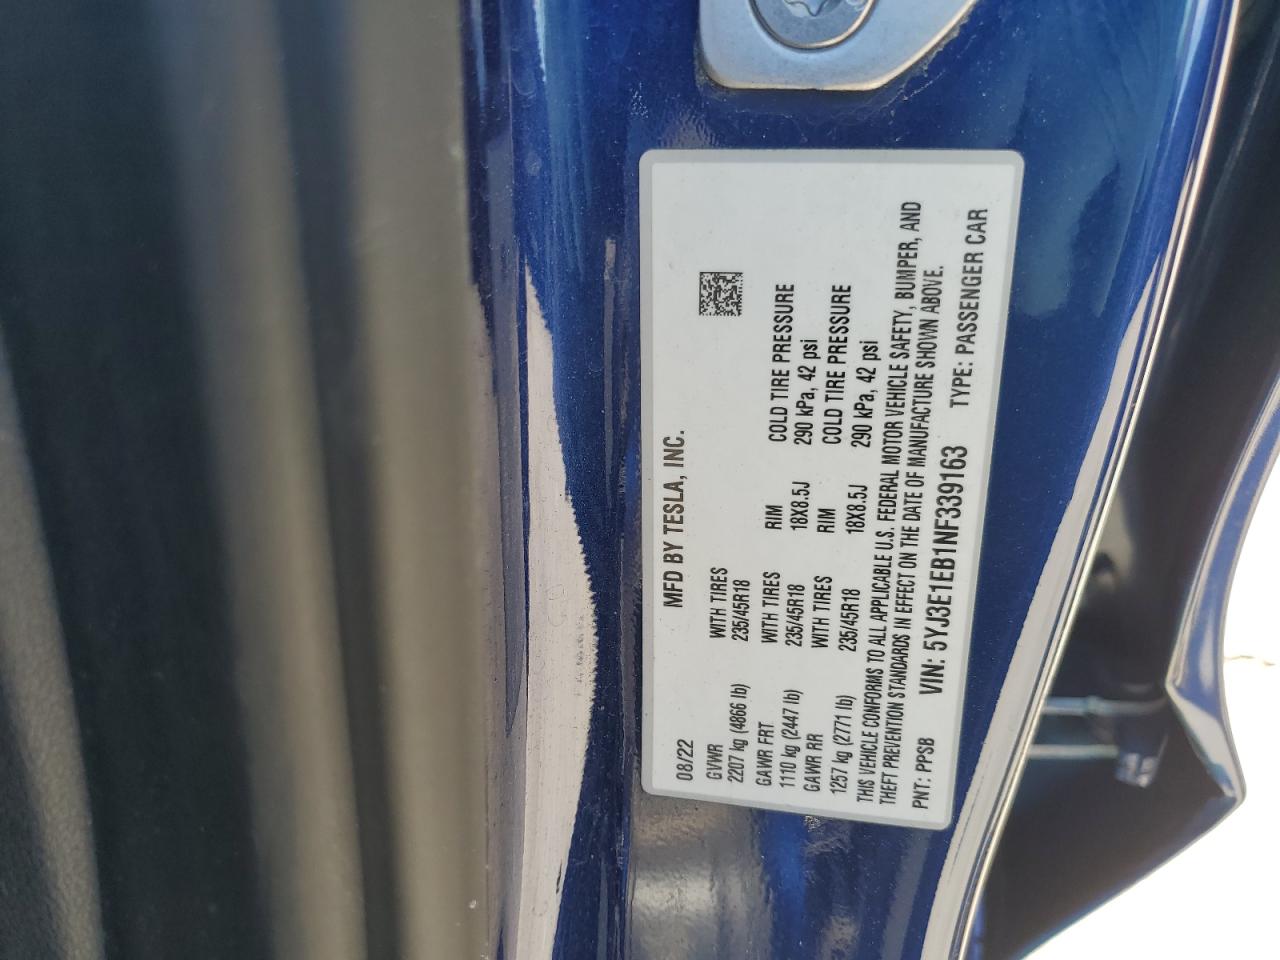 MFD BY TESLA, INC.
08/22
GVWR WITH TIRES
2207 kg (4866 lb) 235/45R18
GAWR FRT WITH TIRES RIM COLD TIRE PRESSURE
1110 kg (2447 lb) 235/45R18 18X8.5J 290 kPa, 42 psi
GAWR RR WITH TIRES RIM COLD TIRE PRESSURE
1257 kg (2771 lb) 235/45R18 18X8.5J 290 kPa, 42 psi
THIS VEHICLE CONFORMS TO ALL APPLICABLE U.S. FEDERAL MOTOR VEHICLE SAFETY, BUMPER, AND
THEFT PREVENTION STANDARDS IN EFFECT ON THE DATE OF MANUFACTURE SHOWN ABOVE.
PNT: PPSB VIN: 5YJ3E1EB1NF339163 TYPE: PASSENGER CAR